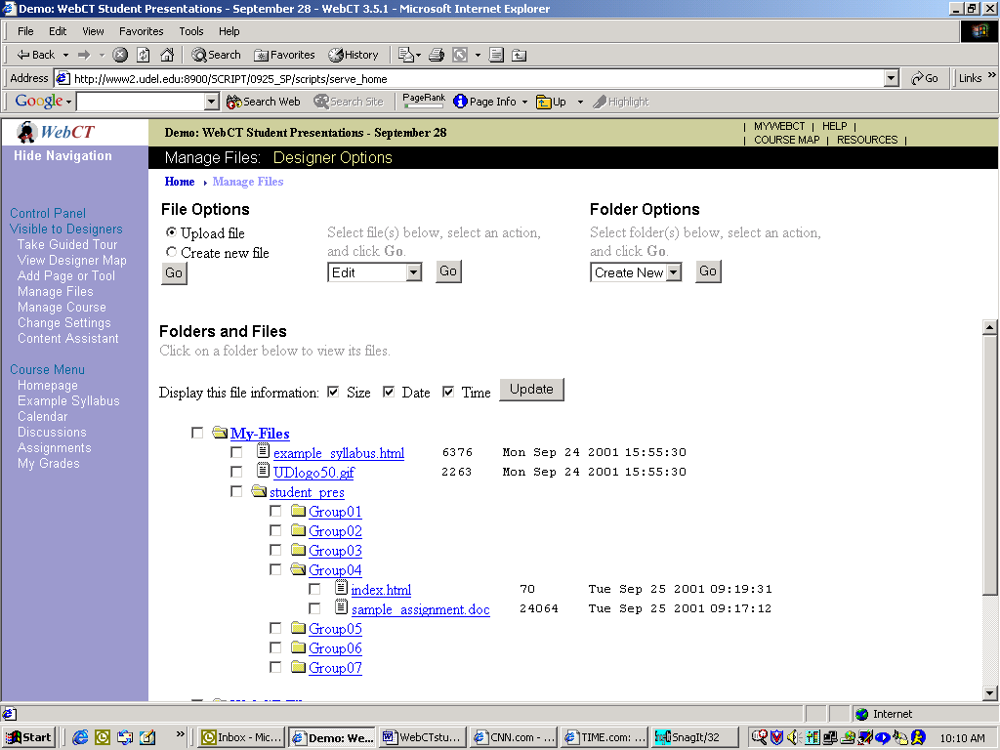 Demo: WebCT Student Presentations - September 28 - WebCT 3.5.1 - Microsoft Internet Explorer
File Edit View Favorites Tools Help
Back Search Favorites History
Address http://www2.udel.edu:8900/SCRIPT/0925_SP/scripts/serve_home Go Links »
Google Search Web Search Site PageRank Page Info Up Highlight
WebCT
Hide Navigation
Control Panel
Visible to Designers
Take Guided Tour
View Designer Map
Add Page or Tool
Manage Files
Manage Course
Change Settings
Content Assistant
Course Menu
Homepage
Example Syllabus
Calendar
Discussions
Assignments
My Grades
Demo: WebCT Student Presentations - September 28
| MYWEBCT | HELP |
| COURSE MAP | RESOURCES |
Manage Files: Designer Options
Home › Manage Files
File Options
Upload file
Create new file
Go
Select file(s) below, select an action,
and click Go.
Edit Go
Folder Options
Select folder(s) below, select an action,
and click Go.
Create New Go
Folders and Files
Click on a folder below to view its files.
Display this file information: Size Date Time Update
My-Files
example_syllabus.html 6376 Mon Sep 24 2001 15:55:30
UDlogo50.gif 2263 Mon Sep 24 2001 15:55:30
student_pres
Group01
Group02
Group03
Group04
index.html 70 Tue Sep 25 2001 09:19:31
sample_assignment.doc 24064 Tue Sep 25 2001 09:17:12
Group05
Group06
Group07
Internet
Start » Inbox - Mic... Demo: We... WebCTstu... CNN.com - ... TIME.com: ... SnagIt/32 10:10 AM